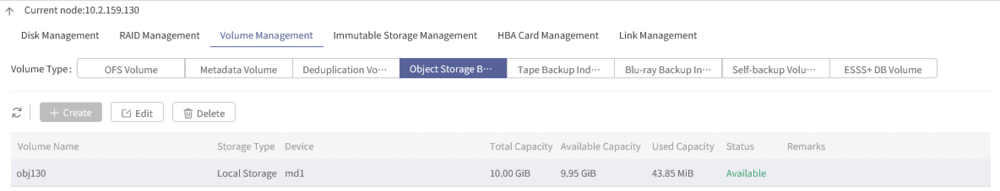 Current node:10.2.159.130
Disk Management RAID Management Volume Management Immutable Storage Management HBA Card Management Link Management
Volume Type: OFS Volume Metadata Volume Deduplication Vo··· Object Storage B··· Tape Backup Ind··· Blu-ray Backup In··· Self-backup Volu··· ESSS+ DB Volume
+ Create Edit Delete
Volume Name Storage Type Device Total Capacity Available Capacity Used Capacity Status Remarks
obj130 Local Storage md1 10.00 GiB 9.95 GiB 43.85 MiB Available